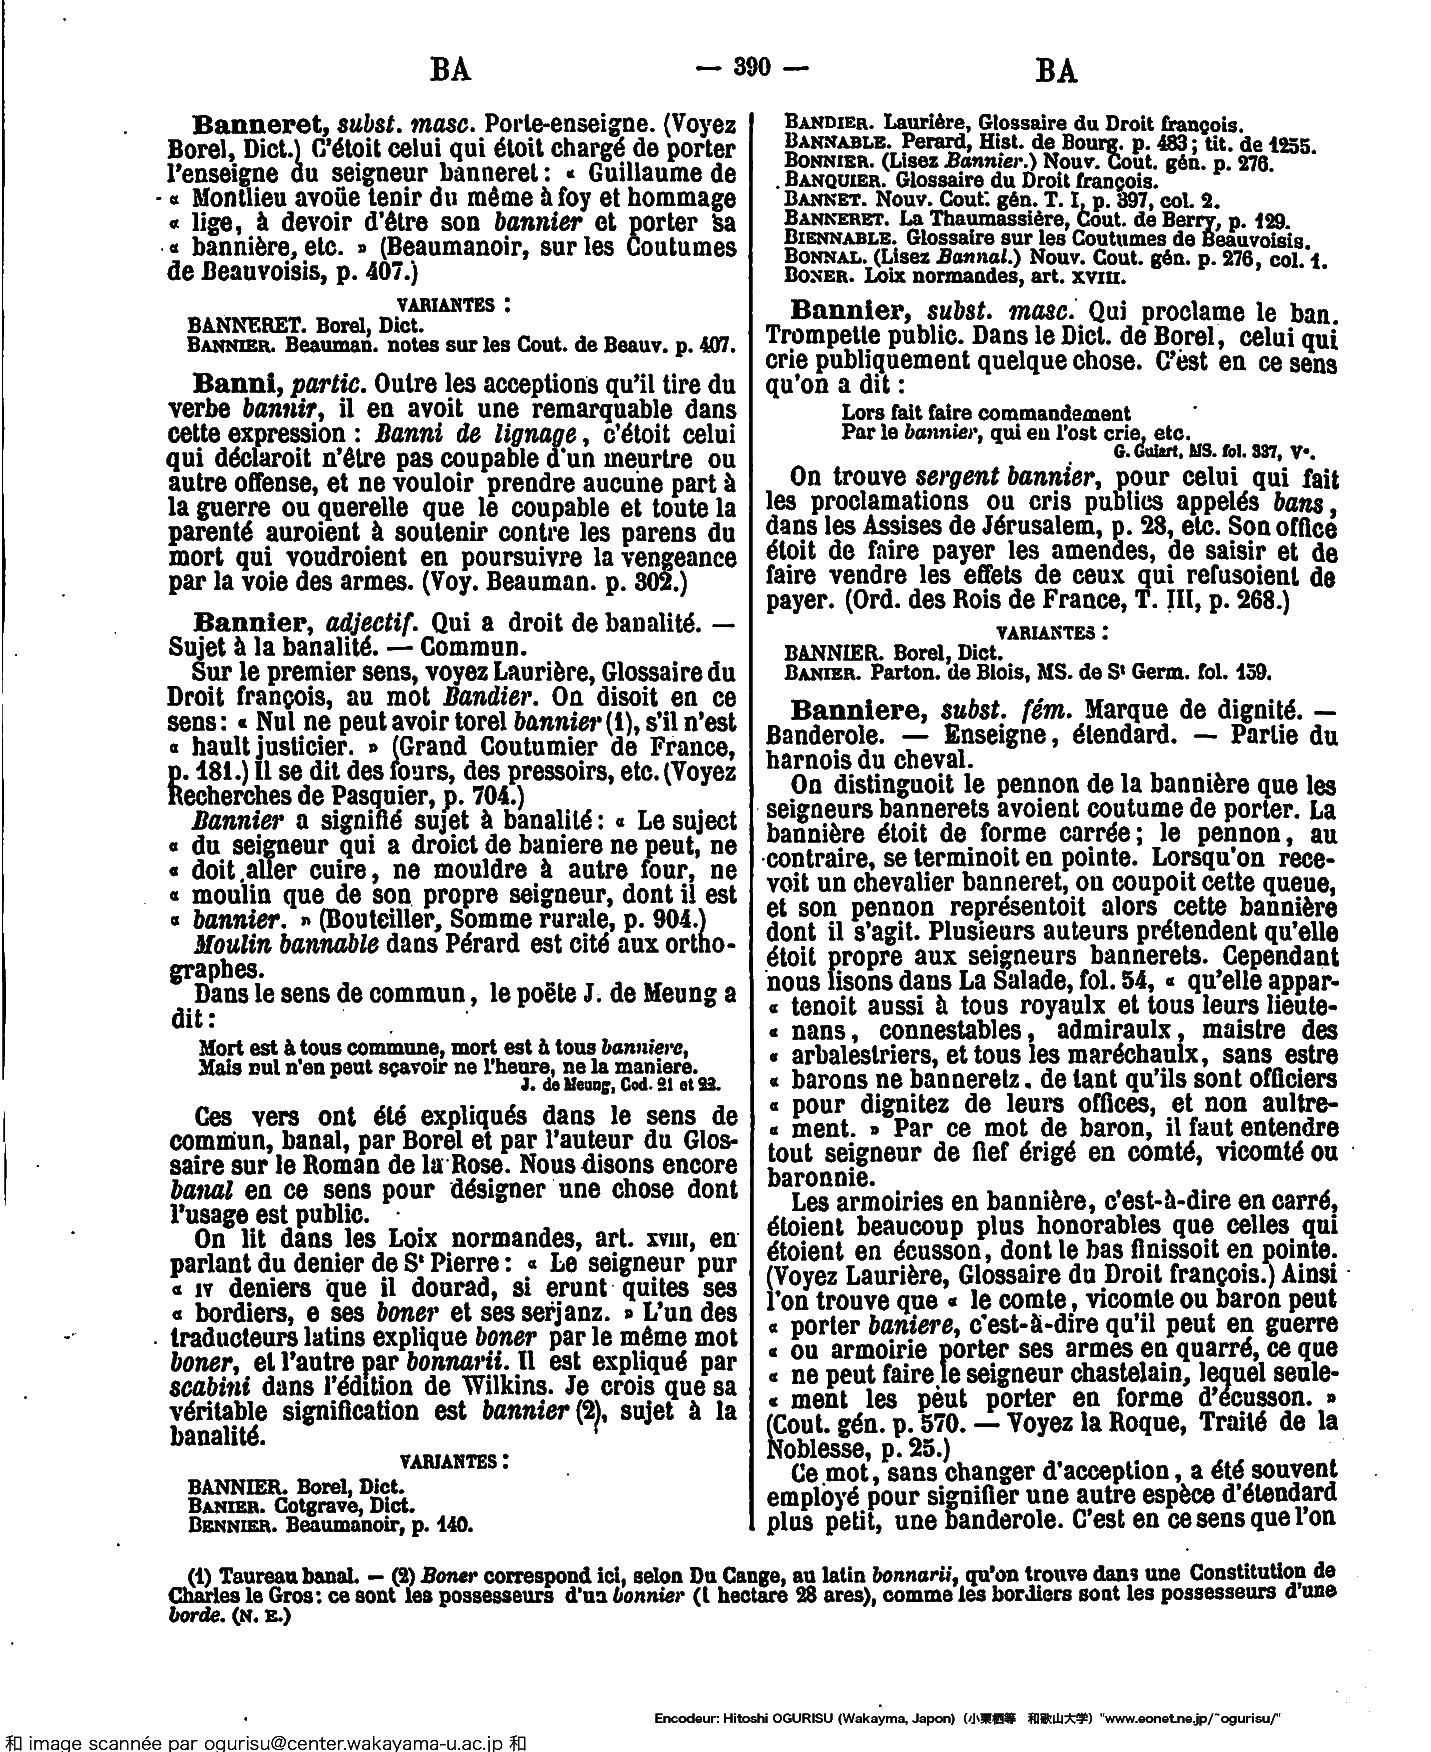 BA — 390 — BA
Banneret, subst. masc. Porte-enseigne. (Voyez
Borel, Dict.) C'étoit celui qui étoit chargé de porter
l'enseigne du seigneur banneret : « Guillaume de
« Montlieu avoüe tenir du même à foy et hommage
« lige, à devoir d'être son bannier et porter sa
« bannière, etc. » (Beaumanoir, sur les Coutumes
de Beauvoisis, p. 407.)
VARIANTES :
BANNERET. Borel, Dict.
BANNIER. Beauman. notes sur les Cout. de Beauv. p. 407.
Banni, partic. Outre les acceptions qu'il tire du
verbe bannir, il en avoit une remarquable dans
cette expression : Banni de lignage, c'étoit celui
qui déclaroit n'être pas coupable d'un meurtre ou
autre offense, et ne vouloir prendre aucune part à
la guerre ou querelle que le coupable et toute la
parenté auroient à soutenir contre les parens du
mort qui voudroient en poursuivre la vengeance
par la voie des armes. (Voy. Beauman. p. 302.)
Bannier, adjectif. Qui a droit de banalité. —
Sujet à la banalité. — Commun.
Sur le premier sens, voyez Laurière, Glossaire du
Droit françois, au mot Bandier. On disoit en ce
sens : « Nul ne peut avoir torel bannier (1), s'il n'est
« hault justicier. » (Grand Coutumier de France,
p. 181.) Il se dit des fours, des pressoirs, etc. (Voyez
Recherches de Pasquier, p. 704.)
Bannier a signifié sujet à banalité : « Le suject
« du seigneur qui a droict de baniere ne peut, ne
« doit aller cuire, ne mouldre à autre four, ne
« moulin que de son propre seigneur, dont il est
« bannier. » (Bouteiller, Somme rurale, p. 904.)
Moulin bannable dans Pérard est cité aux ortho-
graphes.
Dans le sens de commun, le poëte J. de Meung a
dit :
Mort est à tous commune, mort est à tous banniere,
Mais nul n'en peut sçavoir ne l'heure, ne la maniere.
J. de Meung, Cod. 21 et 22.
Ces vers ont été expliqués dans le sens de
commun, banal, par Borel et par l'auteur du Glos-
saire sur le Roman de la Rose. Nous disons encore
banal en ce sens pour désigner une chose dont
l'usage est public.
On lit dans les Loix normandes, art. XVIII, en
parlant du denier de St Pierre : « Le seigneur pur
« IV deniers que il dourad, si erunt quites ses
« bordiers, e ses boner et ses serjanz. » L'un des
traducteurs latins explique boner par le même mot
boner, et l'autre par bonnarii. Il est expliqué par
scabini dans l'édition de Wilkins. Je crois que sa
véritable signification est bannier (2), sujet à la
banalité.
VARIANTES :
BANNIER. Borel, Dict.
BANIER. Cotgrave, Dict.
BENNIER. Beaumanoir, p. 140.
BANDIER. Laurière, Glossaire du Droit françois.
BANNABLE. Perard, Hist. de Bourg. p. 483 ; tit. de 1255.
BONNIER. (Lisez Bannier.) Nouv. Cout. gén. p. 276.
BANQUIER. Glossaire du Droit françois.
BANNET. Nouv. Cout. gén. T. I, p. 397, col. 2.
BANNERET. La Thaumassière, Cout. de Berry, p. 129.
BIENNABLE. Glossaire sur les Coutumes de Beauvoisis.
BONNAL. (Lisez Bannal.) Nouv. Cout. gén. p. 276, col. 1.
BONER. Loix normandes, art. XVIII.
Bannier, subst. masc. Qui proclame le ban.
Trompette public. Dans le Dict. de Borel, celui qui
crie publiquement quelque chose. C'est en ce sens
qu'on a dit :
Lors fait faire commandement
Par le bannier, qui en l'ost crie, etc.
G. Guiart, MS. fol. 337, V°.
On trouve sergent bannier, pour celui qui fait
les proclamations ou cris publics appelés bans,
dans les Assises de Jérusalem, p. 28, etc. Son office
étoit de faire payer les amendes, de saisir et de
faire vendre les effets de ceux qui refusoient de
payer. (Ord. des Rois de France, T. III, p. 268.)
VARIANTES :
BANNIER. Borel, Dict.
BANIER. Parton. de Blois, MS. de St Germ. fol. 159.
Banniere, subst. fém. Marque de dignité. —
Banderole. — Enseigne, étendard. — Partie du
harnois du cheval.
On distinguoit le pennon de la bannière que les
seigneurs bannerets avoient coutume de porter. La
bannière étoit de forme carrée ; le pennon, au
contraire, se terminoit en pointe. Lorsqu'on rece-
voit un chevalier banneret, on coupoit cette queue,
et son pennon représentoit alors cette bannière
dont il s'agit. Plusieurs auteurs prétendent qu'elle
étoit propre aux seigneurs bannerets. Cependant
nous lisons dans La Salade, fol. 54, « qu'elle appar-
« tenoit aussi à tous royaulx et tous leurs lieute-
« nans, connestables, admiraulx, maistre des
« arbalestriers, et tous les maréchaulx, sans estre
« barons ne banneretz, de tant qu'ils sont officiers
« pour dignitez de leurs offices, et non aultre-
« ment. » Par ce mot de baron, il faut entendre
tout seigneur de fief érigé en comté, vicomté ou
baronnie.
Les armoiries en bannière, c'est-à-dire en carré,
étoient beaucoup plus honorables que celles qui
étoient en écusson, dont le bas finissoit en pointe.
(Voyez Laurière, Glossaire du Droit françois.) Ainsi
l'on trouve que « le comte, vicomte ou baron peut
« porter baniere, c'est-à-dire qu'il peut en guerre
« ou armoirie porter ses armes en quarré, ce que
« ne peut faire le seigneur chastelain, lequel seule-
« ment les peut porter en forme d'écusson. »
(Cout. gén. p. 570. — Voyez la Roque, Traité de la
Noblesse, p. 25.)
Ce mot, sans changer d'acception, a été souvent
employé pour signifier une autre espèce d'étendard
plus petit, une banderole. C'est en ce sens que l'on
(1) Taureau banal. — (2) Boner correspond ici, selon Du Cange, au latin bonnarii, qu'on trouve dans une Constitution de
Charles le Gros : ce sont les possesseurs d'un bonnier (1 hectare 28 ares), comme les bordiers sont les possesseurs d'une
borde. (N. E.)
Encodeur: Hitoshi OGURISU (Wakayma, Japon) (小栗栖等 和歌山大学) "www.eonet.ne.jp/~ogurisu/"
和 image scannée par ogurisu@center.wakayama-u.ac.jp 和